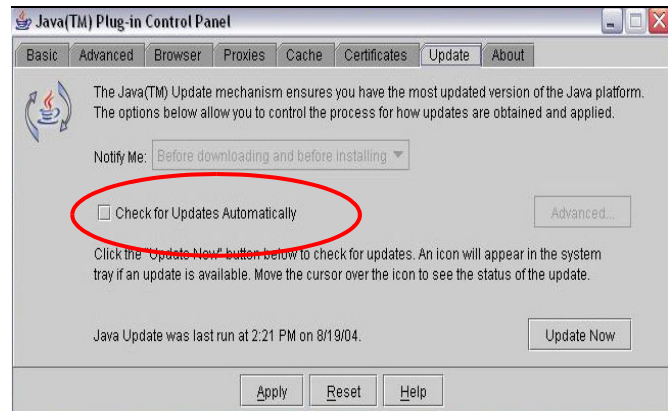 Java(TM) Plug-in Control Panel
Basic Advanced Browser Proxies Cache Certificates Update About
The Java(TM) Update mechanism ensures you have the most updated version of the Java platform.
The options below allow you to control the process for how updates are obtained and applied.
Notify Me: Before downloading and before installing
Check for Updates Automatically
Advanced...
Click the "Update Now" button below to check for updates. An icon will appear in the system
tray if an update is available. Move the cursor over the icon to see the status of the update.
Java Update was last run at 2:21 PM on 8/19/04.
Update Now
Apply Reset Help